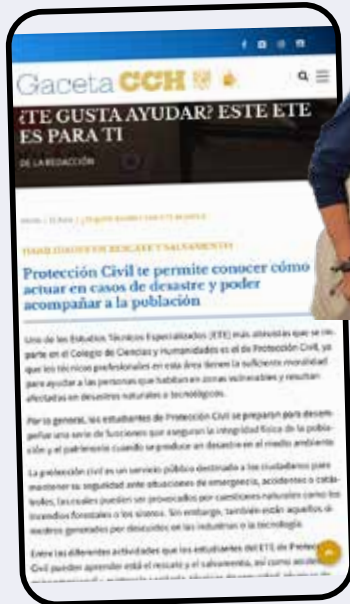 Gaceta CCH
¿TE GUSTA AYUDAR? ESTE ETE
ES PARA TI
DE LA REDACCIÓN
HABILIDADES EN RESCATE Y SALVAMENTO
Protección Civil te permite conocer cómo
actuar en casos de desastre y poder
acompañar a la población
Uno de los Estudios Técnicos Especializados (ETE) más altruistas que se im-
parte en el Colegio de Ciencias y Humanidades es el de Protección Civil, ya
que los técnicos profesionales en esta área tienen la suficiente moralidad
para ayudar a las personas que habitan en zonas vulnerables y resultan
afectadas en desastres naturales o tecnológicos.
Por lo general, los estudiantes de Protección Civil se preparan para desem-
peñar una serie de funciones que aseguran la integridad física de la pobla-
ción y el patrimonio cuando se produce un desastre en el medio ambiente.
La protección civil es un servicio público destinado a los ciudadanos para
mantener su seguridad ante situaciones de emergencia, accidentes o catás-
trofes, las cuales pueden ser provocados por cuestiones naturales como los
incendios forestales o los sismos. Sin embargo, también están aquellos
medios generados por descuidos en las industrias o la tecnología.
Entre las diferentes actividades que los estudiantes del ETE de Protección
Civil pueden aprender está el rescate y el salvamento, así como